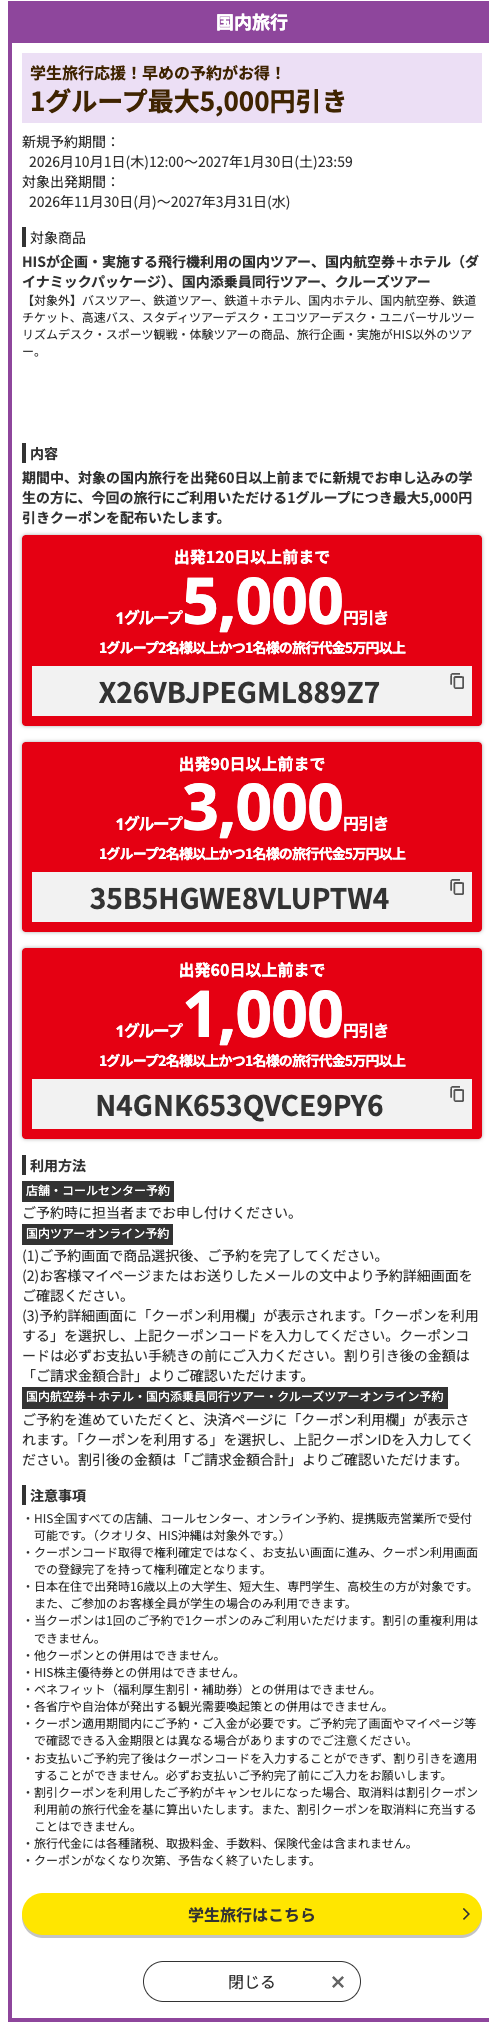 国内旅行
学生旅行応援！早めの予約がお得！
1グループ最大5,000円引き
新規予約期間：
2026月10月1日(木)12:00～2027年1月30日(土)23:59
対象出発期間：
2026年11月30日(月)～2027年3月31日(水)
対象商品
HISが企画・実施する飛行機利用の国内ツアー、国内航空券＋ホテル（ダ
イナミックパッケージ）、国内添乗員同行ツアー、クルーズツアー
【対象外】バスツアー、鉄道ツアー、鉄道＋ホテル、国内ホテル、国内航空券、鉄道
チケット、高速バス、スタディツアーデスク・エコツアーデスク・ユニバーサルツー
リズムデスク・スポーツ観戦・体験ツアーの商品、旅行企画・実施がHIS以外のツア
ー。
内容
期間中、対象の国内旅行を出発60日以上前までに新規でお申し込みの学
生の方に、今回の旅行にご利用いただける1グループにつき最大5,000円
引きクーポンを配布いたします。
出発120日以上前まで
1グループ5,000円引き
1グループ2名様以上かつ1名様の旅行代金5万円以上
X26VBJPEGML889Z7
出発90日以上前まで
1グループ3,000円引き
1グループ2名様以上かつ1名様の旅行代金5万円以上
35B5HGWE8VLUPTW4
出発60日以上前まで
1グループ1,000円引き
1グループ2名様以上かつ1名様の旅行代金5万円以上
N4GNK653QVCE9PY6
利用方法
店舗・コールセンター予約
ご予約時に担当者までお申し付けください。
国内ツアーオンライン予約
(1)ご予約画面で商品選択後、ご予約を完了してください。
(2)お客様マイページまたはお送りしたメールの文中より予約詳細画面を
ご確認ください。
(3)予約詳細画面に「クーポン利用欄」が表示されます。「クーポンを利用
する」を選択し、上記クーポンコードを入力してください。クーポンコ
ードは必ずお支払い手続きの前にご入力ください。割り引き後の金額は
「ご請求金額合計」よりご確認いただけます。
国内航空券＋ホテル・国内添乗員同行ツアー・クルーズツアーオンライン予約
ご予約を進めていただくと、決済ページに「クーポン利用欄」が表示さ
れます。「クーポンを利用する」を選択し、上記クーポンIDを入力してく
ださい。割引後の金額は「ご請求金額合計」よりご確認いただけます。
注意事項
・HIS全国すべての店舗、コールセンター、オンライン予約、提携販売営業所で受付
可能です。（クオリタ、HIS沖縄は対象外です。）
・クーポンコード取得で権利確定ではなく、お支払い画面に進み、クーポン利用画面
での登録完了を持って権利確定となります。
・日本在住で出発時16歳以上の大学生、短大生、専門学生、高校生の方が対象です。
また、ご参加のお客様全員が学生の場合のみ利用できます。
・当クーポンは1回のご予約で1クーポンのみご利用いただけます。割引の重複利用は
できません。
・他クーポンとの併用はできません。
・HIS株主優待券との併用はできません。
・ベネフィット（福利厚生割引・補助券）との併用はできません。
・各省庁や自治体が発出する観光需要喚起策との併用はできません。
・クーポン適用期間内にご予約・ご入金が必要です。ご予約完了画面やマイページ等
で確認できる入金期限とは異なる場合がありますのでご注意ください。
・お支払いご予約完了後はクーポンコードを入力することができず、割り引きを適用
することができません。必ずお支払いご予約完了前にご入力をお願いします。
・割引クーポンを利用したご予約がキャンセルになった場合、取消料は割引クーポン
利用前の旅行代金を基に算出いたします。また、割引クーポンを取消料に充当する
ことはできません。
・旅行代金には各種諸税、取扱料金、手数料、保険代金は含まれません。
・クーポンがなくなり次第、予告なく終了いたします。
学生旅行はこちら
閉じる